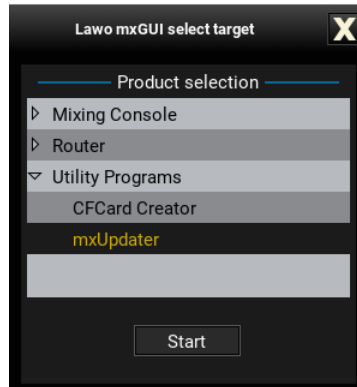 Lawo mxGUI select target
X
Product selection
Mixing Console
Router
Utility Programs
CFCard Creator
mxUpdater
Start